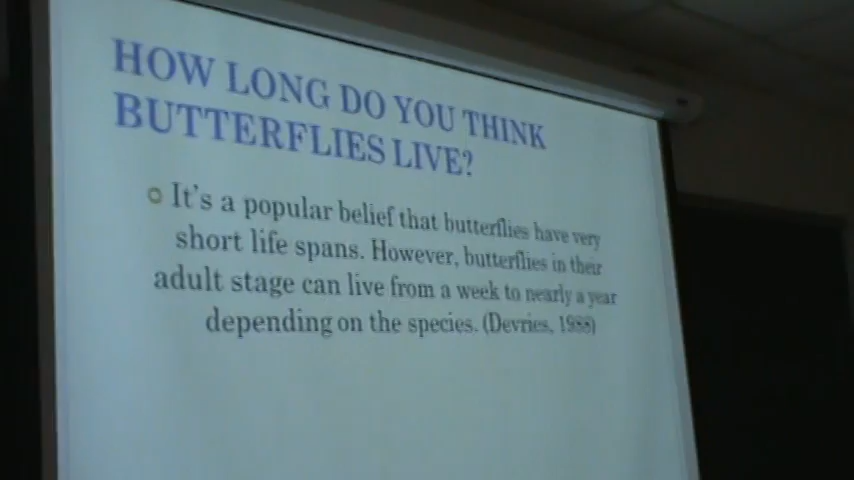 HOW LONG DO YOU THINK
BUTTERFLIES LIVE?
It's a popular belief that butterflies have very
short life spans. However, butterflies in their
adult stage can live from a week to nearly a year
depending on the species. (Devries, 1988)